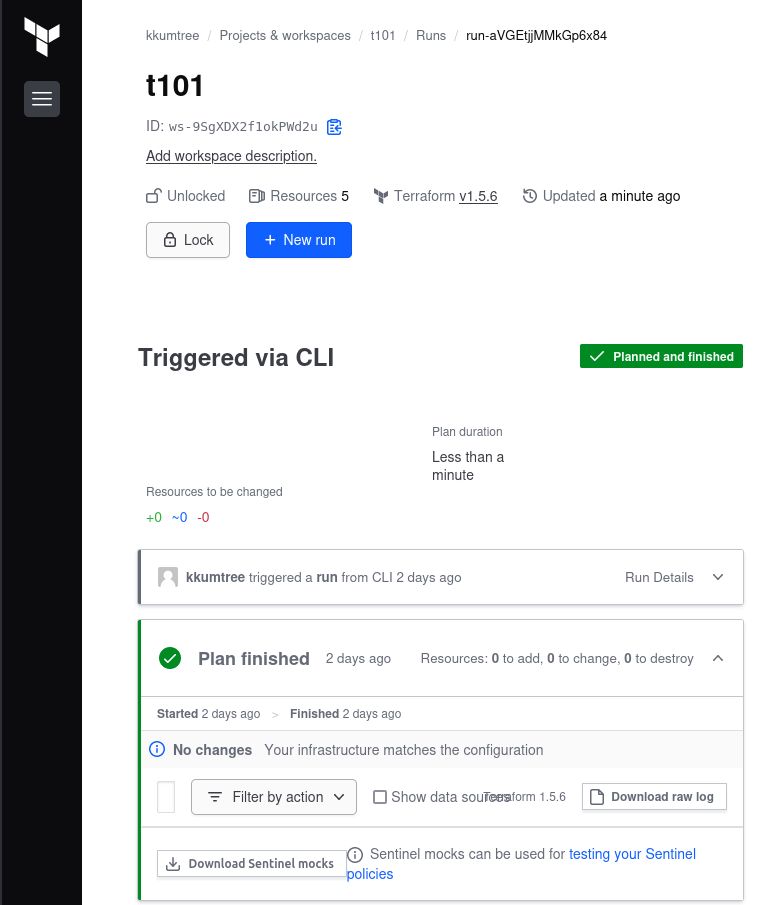 kkumtree / Projects & workspaces / t101 / Runs / run-aVGEtjjMMkGp6x84
t101
ID: ws-9SgXDX2f1okPWd2u
Add workspace description.
Unlocked Resources 5 Terraform v1.5.6 Updated a minute ago
Lock + New run
Triggered via CLI Planned and finished
Plan duration
Less than a
minute
Resources to be changed
+0 ~0 -0
kkumtree triggered a run from CLI 2 days ago Run Details
Plan finished 2 days ago Resources: 0 to add, 0 to change, 0 to destroy
Started 2 days ago > Finished 2 days ago
No changes Your infrastructure matches the configuration
Filter by action Show data sources Terraform 1.5.6 Download raw log
Download Sentinel mocks Sentinel mocks can be used for testing your Sentinel
policies